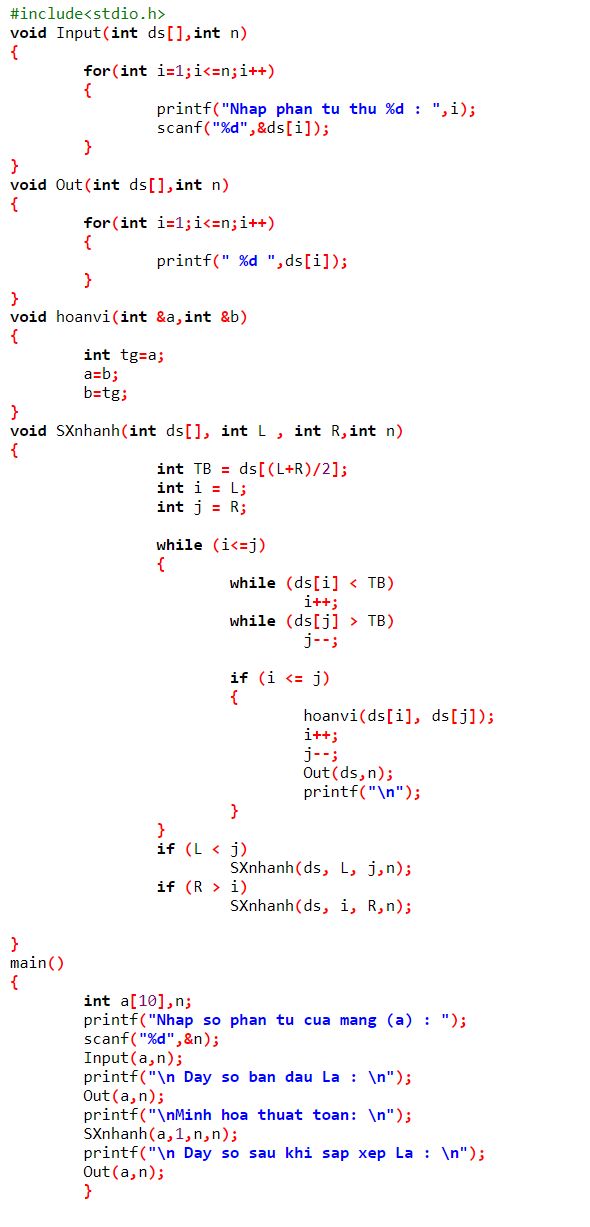 #include<stdio.h>
void Input(int ds[],int n)
{
for(int i=1;i<=n;i++)
{
printf("Nhap phan tu thu %d : ",i);
scanf("%d",&ds[i]);
}
}
void Out(int ds[],int n)
{
for(int i=1;i<=n;i++)
{
printf(" %d ",ds[i]);
}
}
void hoanvi(int &a,int &b)
{
int tg=a;
a=b;
b=tg;
}
void SXnhanh(int ds[], int L , int R,int n)
{
int TB = ds[(L+R)/2];
int i = L;
int j = R;
while (i<=j)
{
while (ds[i] < TB)
i++;
while (ds[j] > TB)
j--;
if (i <= j)
{
hoanvi(ds[i], ds[j]);
i++;
j--;
Out(ds,n);
printf("\n");
}
}
if (L < j)
SXnhanh(ds, L, j,n);
if (R > i)
SXnhanh(ds, i, R,n);
}
main()
{
int a[10],n;
printf("Nhap so phan tu cua mang (a) : ");
scanf("%d",&n);
Input(a,n);
printf("\n Day so ban dau La : \n");
Out(a,n);
printf("\nMinh hoa thuat toan: \n");
SXnhanh(a,1,n,n);
printf("\n Day so sau khi sap xep La : \n");
Out(a,n);
}